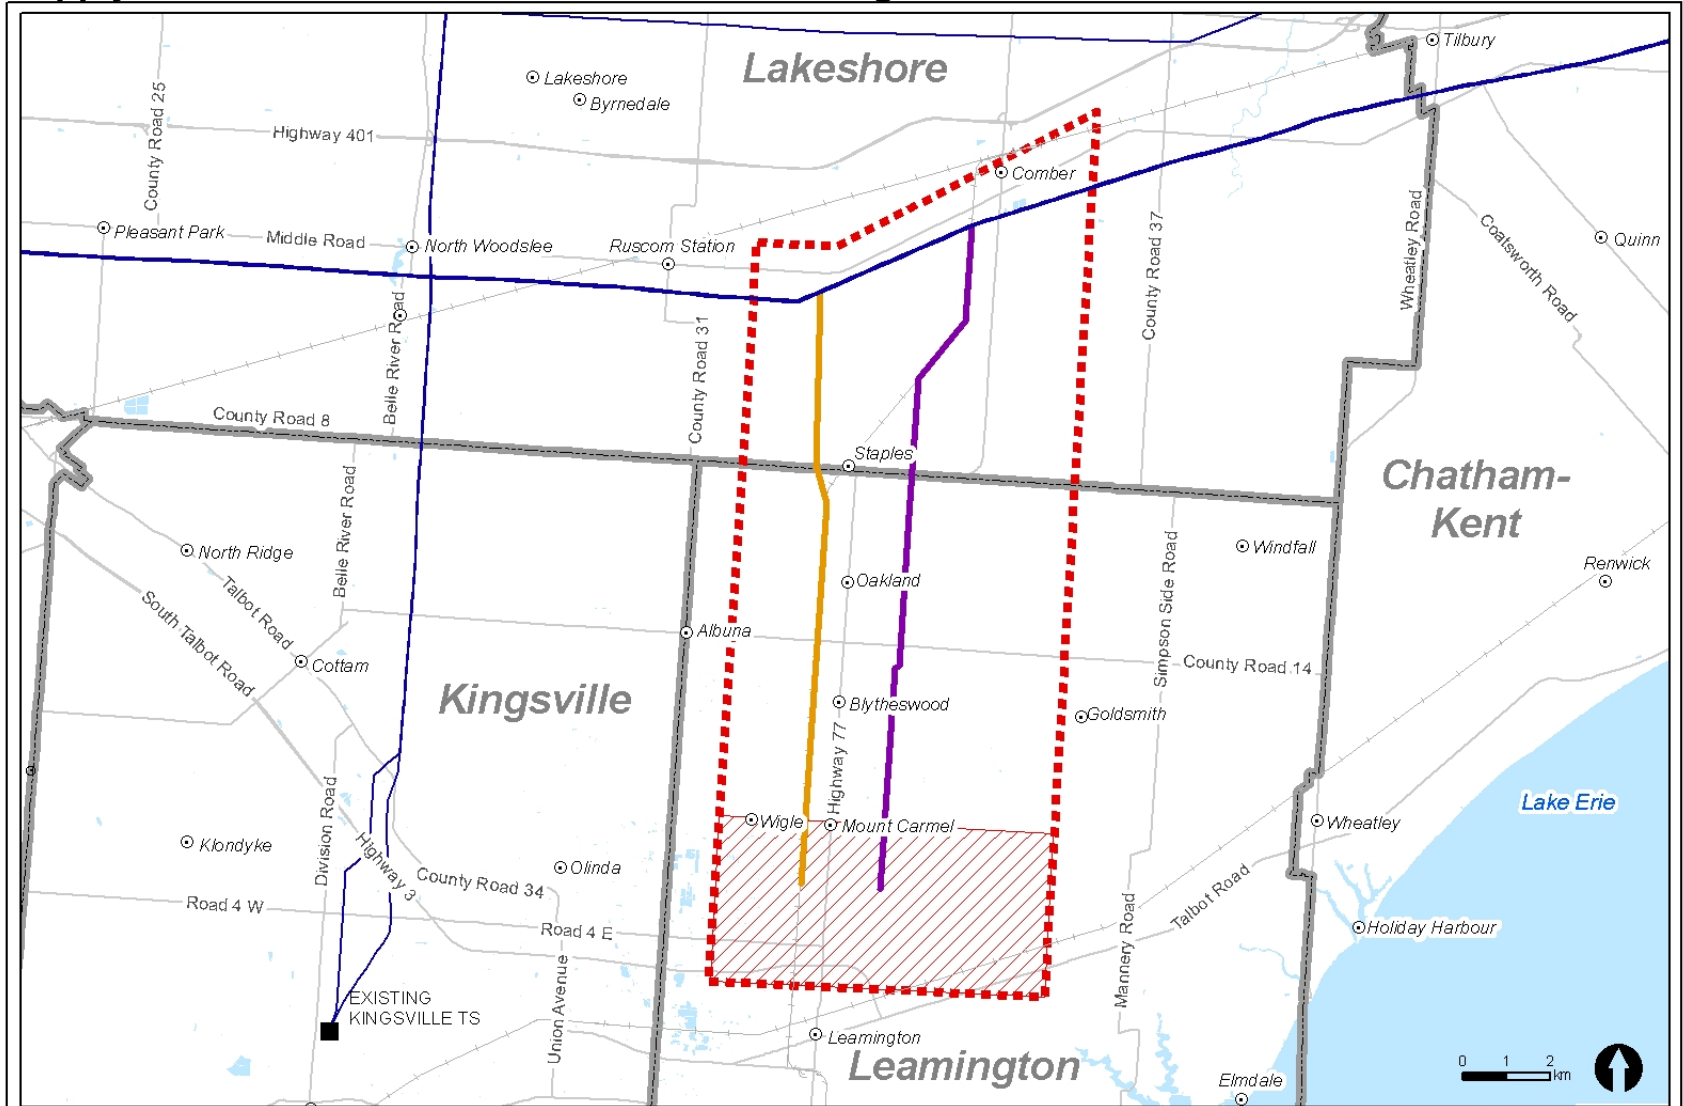 Tilbury
Lakeshore
Lakeshore
Byrnedale
County Road 25
Highway 401
Comber
Pleasant Park
Middle Road
North Woodslee
Ruscom Station
County Road 37
Wheatley Road
Coatsworth Road
Quinn
Belle River Road
County Road 31
County Road 8
Staples
Chatham-
Kent
North Ridge
Belle River Road
Talbot Road
South Talbot Road
Oakland
Simpson Side Road
Windfall
Renwick
Albuna
Cottam
County Road 14
Kingsville
Blytheswood
Goldsmith
Highway 77
Lake Erie
Division Road
Wigle
Mount Carmel
Wheatley
Klondyke
Highway 3
County Road 34
Olinda
Talbot Road
Road 4 W
Road 4 E
Mannery Road
Holiday Harbour
EXISTING
KINGSVILLE TS
Union Avenue
Leamington
Leamington
Elmdale
0 1 2
km